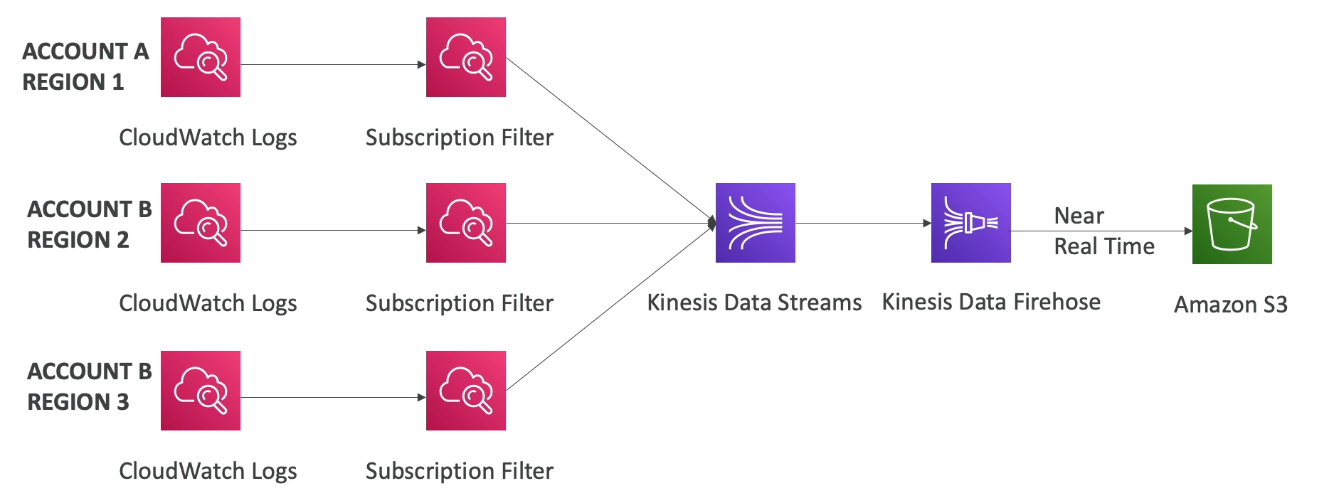 ACCOUNT A
REGION 1
CloudWatch Logs
Subscription Filter
ACCOUNT B
REGION 2
CloudWatch Logs
Subscription Filter
Kinesis Data Streams
Kinesis Data Firehose
Near
Real Time
Amazon S3
ACCOUNT B
REGION 3
CloudWatch Logs
Subscription Filter